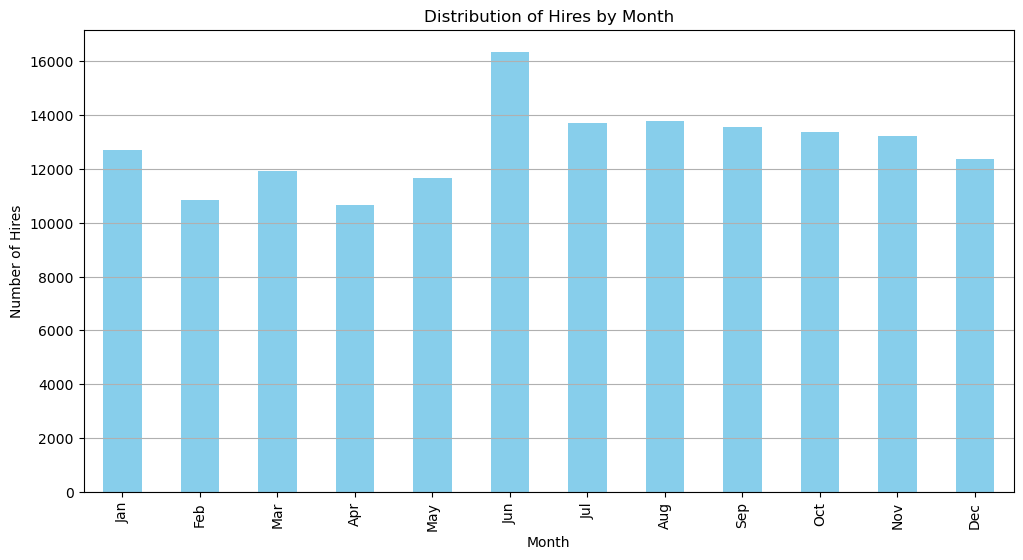 Distribution of Hires by Month
Number of Hires
16000
14000
12000
10000
8000
6000
4000
2000
0
Jan
Feb
Mar
Apr
May
Jun
Jul
Aug
Sep
Oct
Nov
Dec
Month